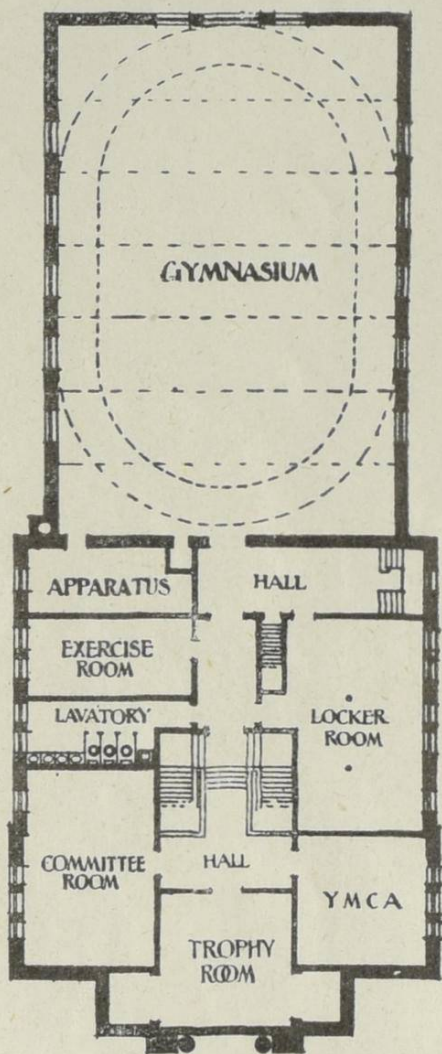 GYMNASIUM
APPARATUS
HALL
EXERCISE
ROOM
LAVATORY
LOCKER
ROOM
COMMITTEE
ROOM
HALL
YMCA
TROPHY
ROOM